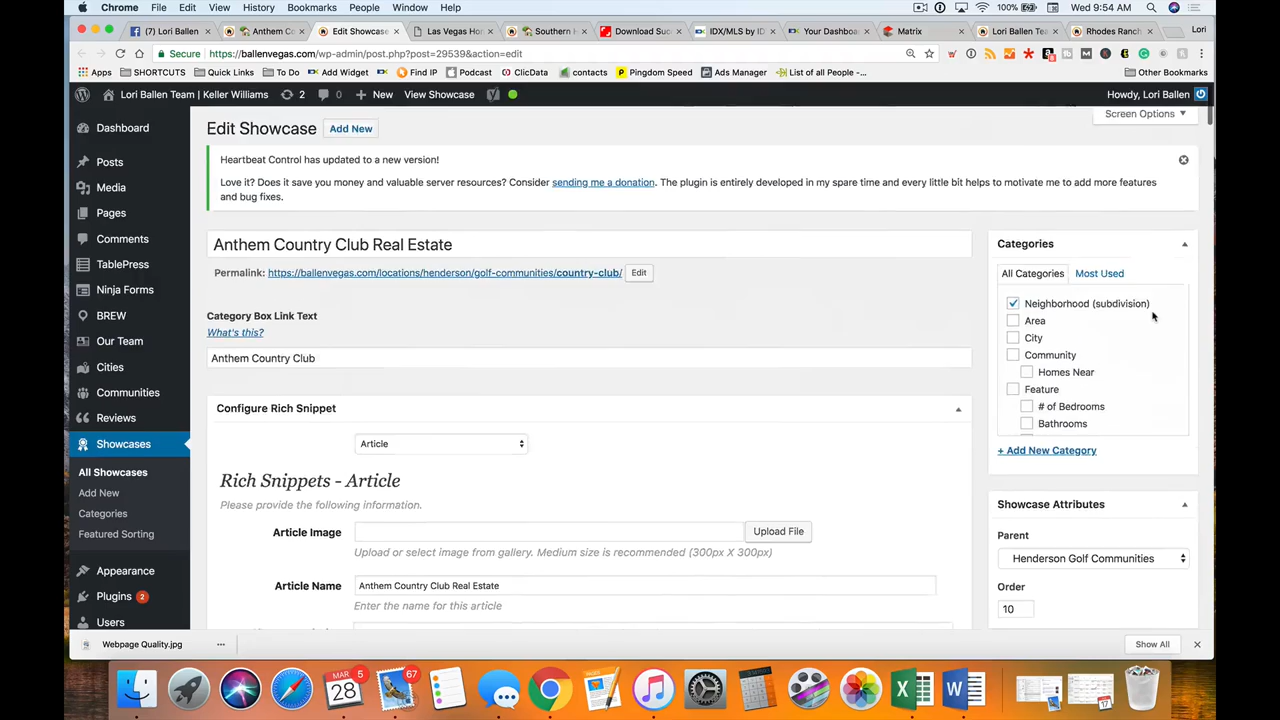 Chrome File Edit View History Bookmarks People Window Help 100% Wed 9:54 AM
(7) Lori Ballen Anthem Co Edit Showcase Las Vegas Ho Southern H Download Suc IDX/MLS by ID Your Dashboa Matrix Lori Ballen Tea Rhodes Ranch Lori
Secure https://ballenvegas.com/wp-admin/post.php?post=29539&action=edit
Apps SHORTCUTS Quick Links To Do Add Widget Find IP Podcast ClicData contacts Pingdom Speed Ads Manager List of all People -... Other Bookmarks
Lori Ballen Team | Keller Williams 2 0 New View Showcase Howdy, Lori Ballen
Screen Options
Edit Showcase Add New
Heartbeat Control has updated to a new version!
Love it? Does it save you money and valuable server resources? Consider sending me a donation. The plugin is entirely developed in my spare time and every little bit helps to motivate me to add more features
and bug fixes.
Dashboard
Posts
Media
Pages
Comments
TablePress
Ninja Forms
BREW
Our Team
Cities
Communities
Reviews
Showcases
All Showcases
Add New
Categories
Featured Sorting
Appearance
Plugins 2
Users
Anthem Country Club Real Estate
Permalink: https://ballenvegas.com/locations/henderson/golf-communities/country-club/ Edit
Category Box Link Text
What's this?
Anthem Country Club
Configure Rich Snippet
Article
Rich Snippets - Article
Please provide the following information.
Article Image Upload File
Upload or select image from gallery. Medium size is recommended (300px X 300px)
Article Name Anthem Country Club Real Estate
Enter the name for this article
Categories
All Categories Most Used
Neighborhood (subdivision)
Area
City
Community
Homes Near
Feature
# of Bedrooms
Bathrooms
+ Add New Category
Showcase Attributes
Parent
Henderson Golf Communities
Order
10
Webpage Quality.jpg Show All
MAR 5 67
28
17